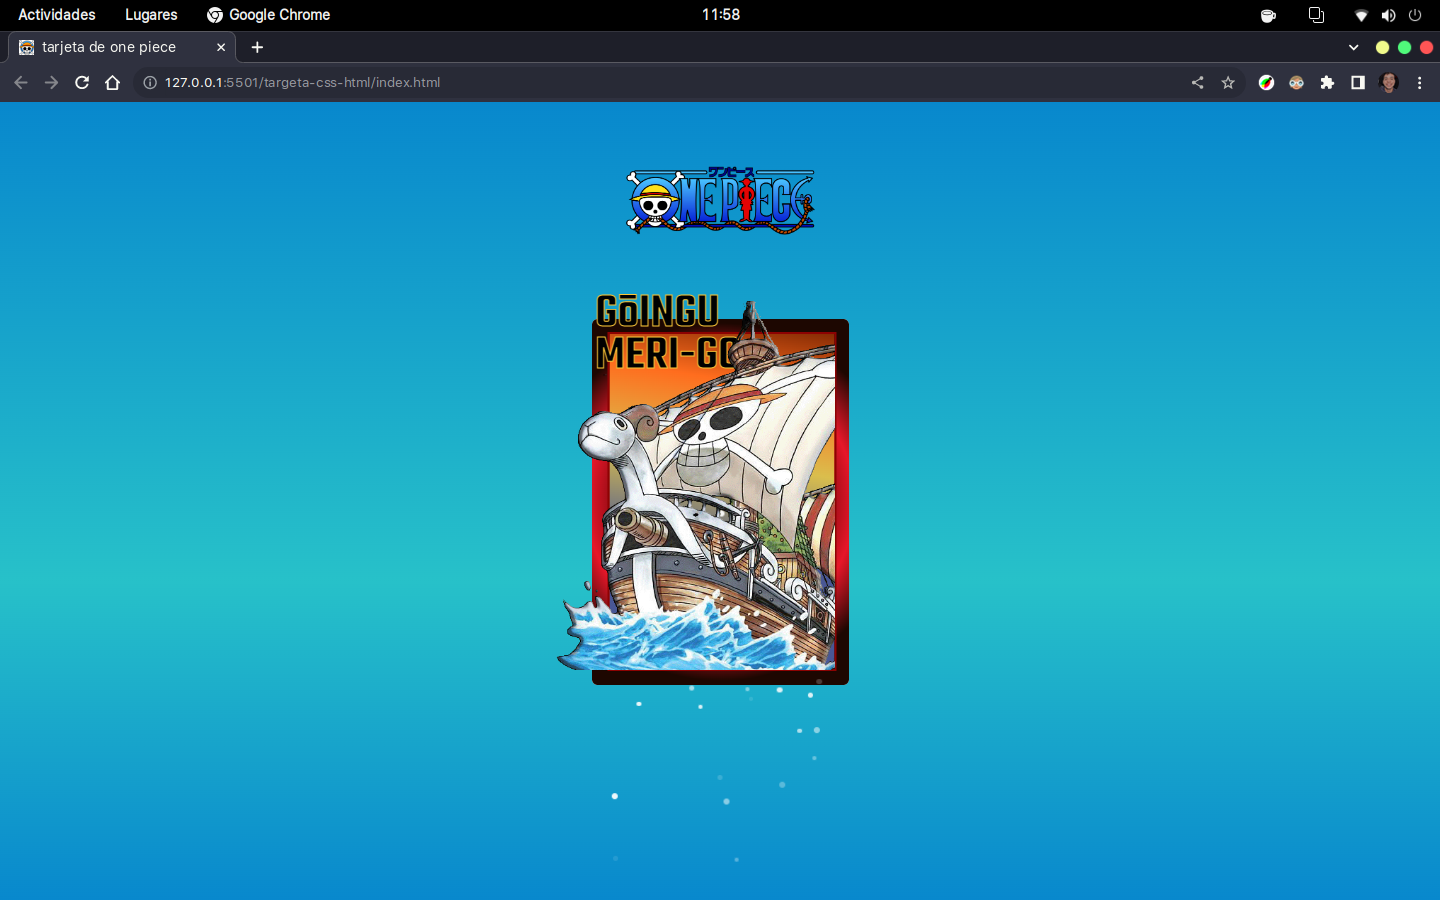 Actividades Lugares Google Chrome 11:58
tarjeta de one piece
127.0.0.1:5501/targeta-css-html/index.html
ワンピース
ONE PIECE
GōINGU
MERI-GO